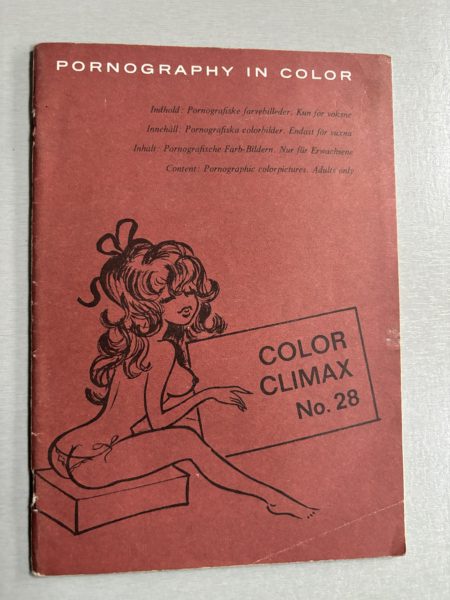 PORNOGRAPHY IN COLOR
Indhold: Pornografiske farvebilleder. Kun for voksne
Innehåll: Pornografiska colorbilder. Endast för vuxna
Inhalt: Pornografische Farb-Bildern. Nur für Erwachsene
Content: Pornographic colorpictures. Adults only
COLOR
CLIMAX
No. 28